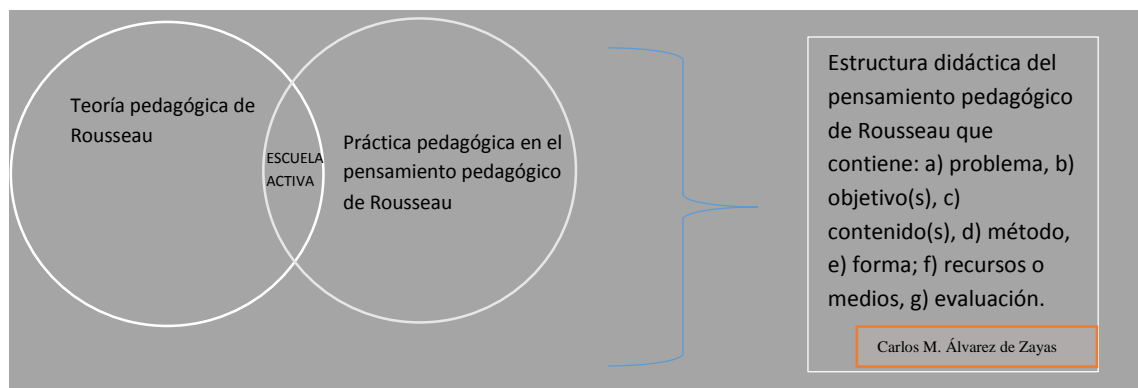 Teoría pedagógica de
Rousseau
ESCUELA
ACTIVA
Práctica pedagógica en el
pensamiento pedagógico
de Rousseau
Estructura didáctica del
pensamiento pedagógico
de Rousseau que
contiene: a) problema, b)
objetivo(s), c)
contenido(s), d) método,
e) forma; f) recursos o
medios, g) evaluación.
Carlos M. Álvarez de Zayas